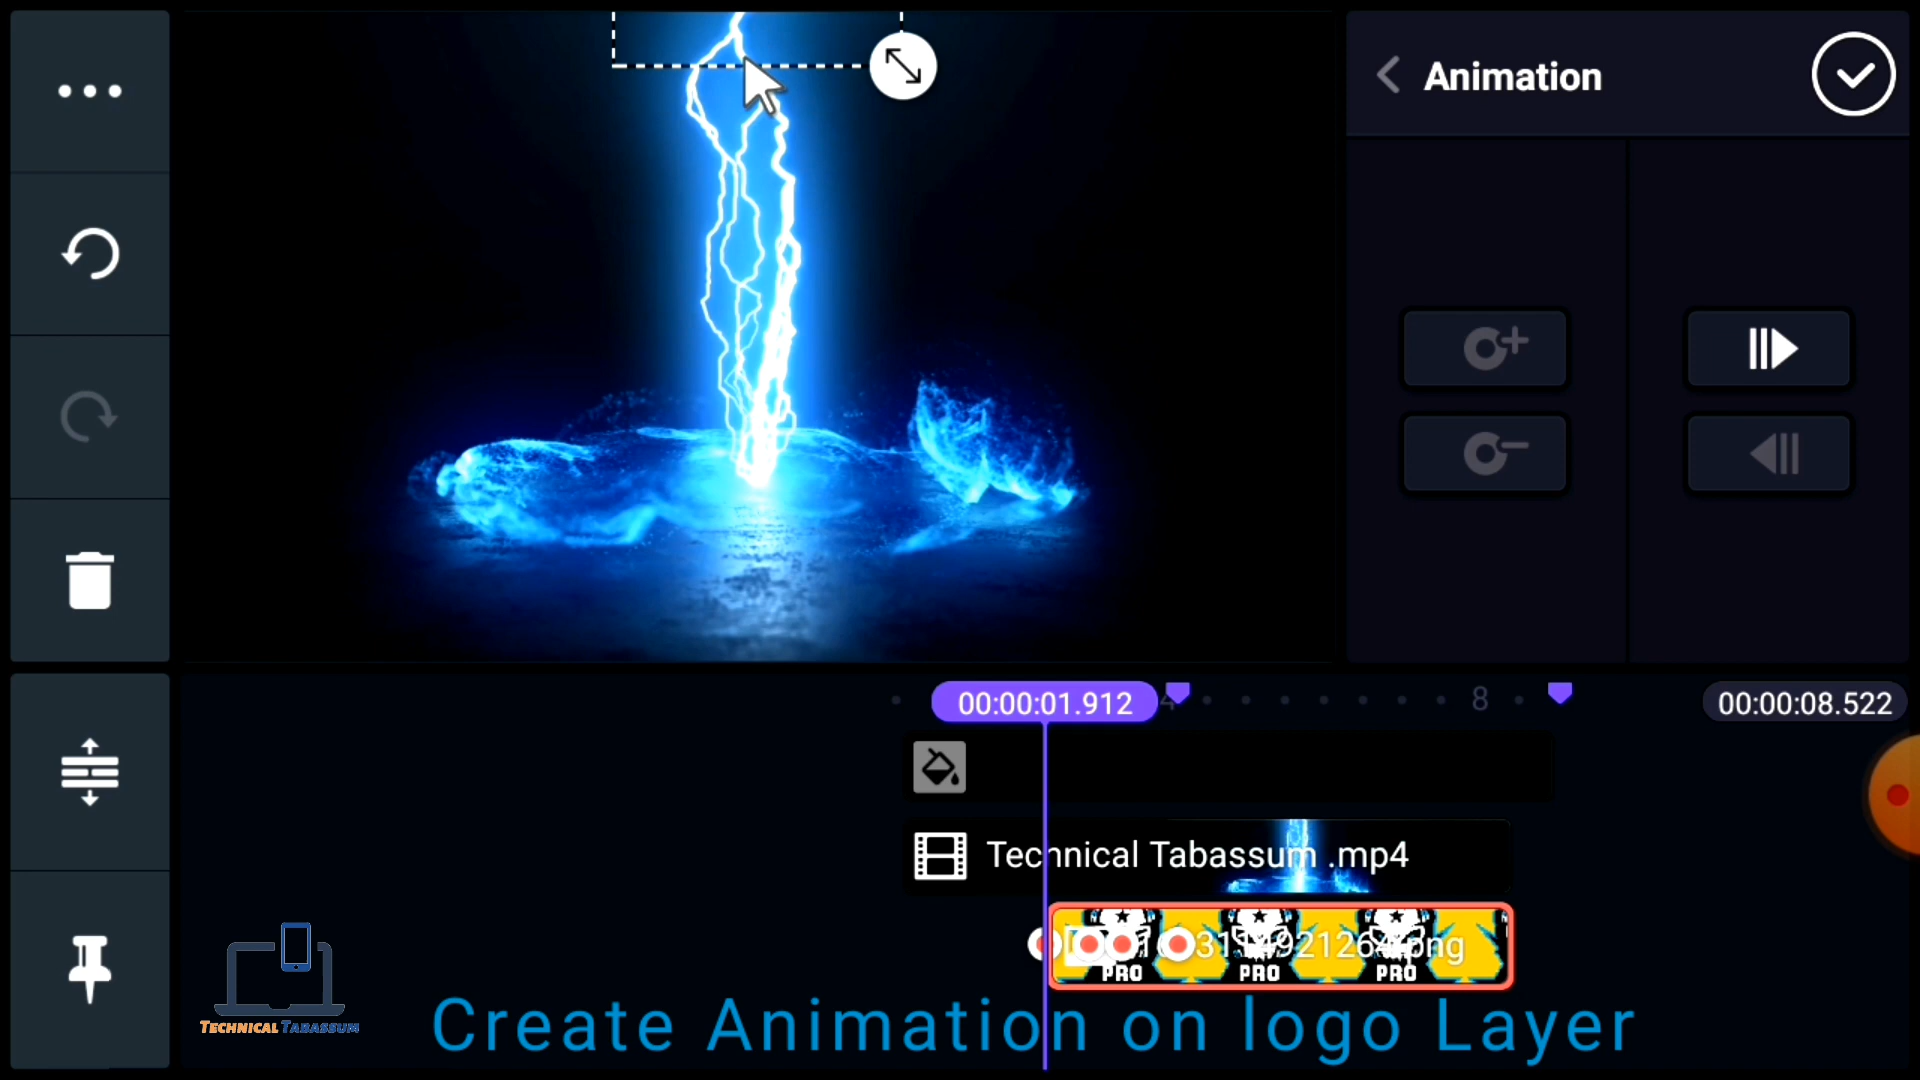 Animation
00:00:01.912
4
8
00:00:08.522
Technical Tabassum .mp4
PRO PRO PRO
TECHNICAL TABASSUM
Create Animation on logo Layer